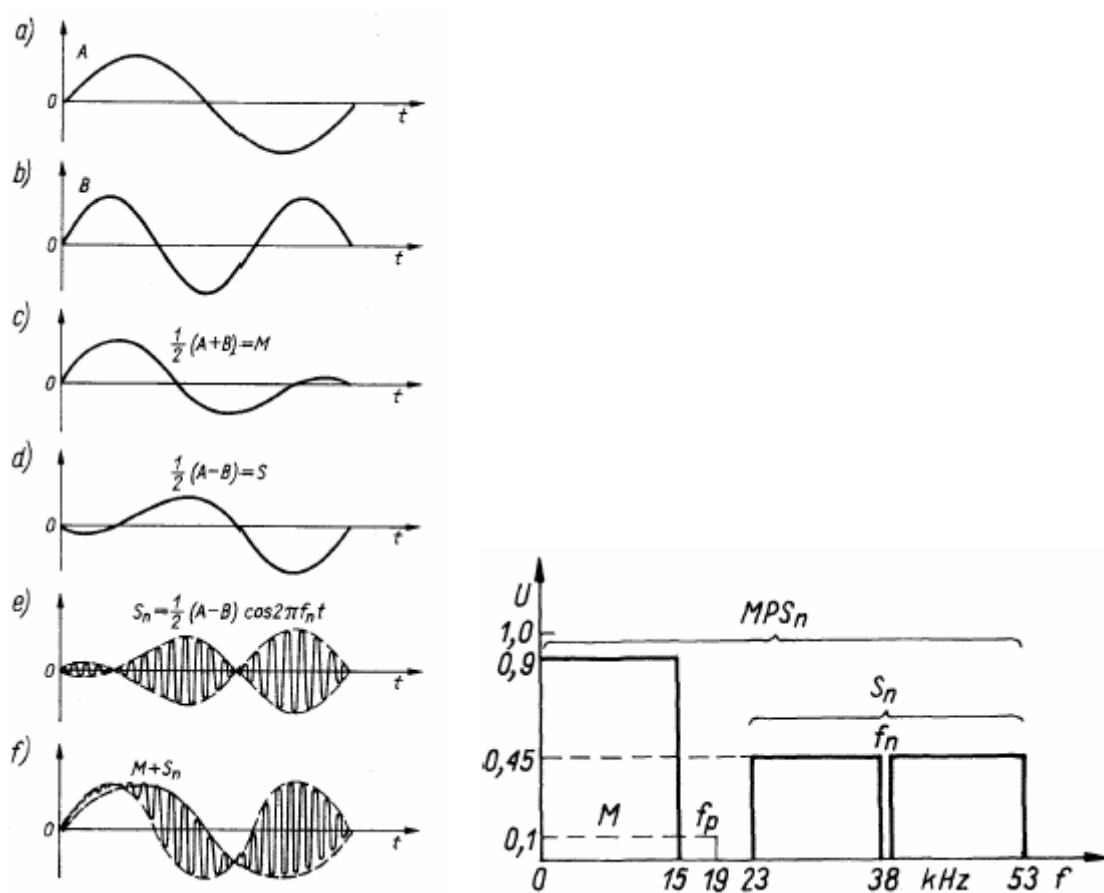 a)
A
0
t
b)
B
0
t
c)
1/2 (A+B)=M
0
t
d)
1/2 (A−B)=S
0
t
e)
Sₙ=1/2 (A−B) cos2πfₙt
0
t
f)
M+Sₙ
0
t
U
MPSₙ
1,0
0,9
Sₙ
fₙ
0,45
M
fₚ
0,1
0 15 19 23 38 kHz 53 f